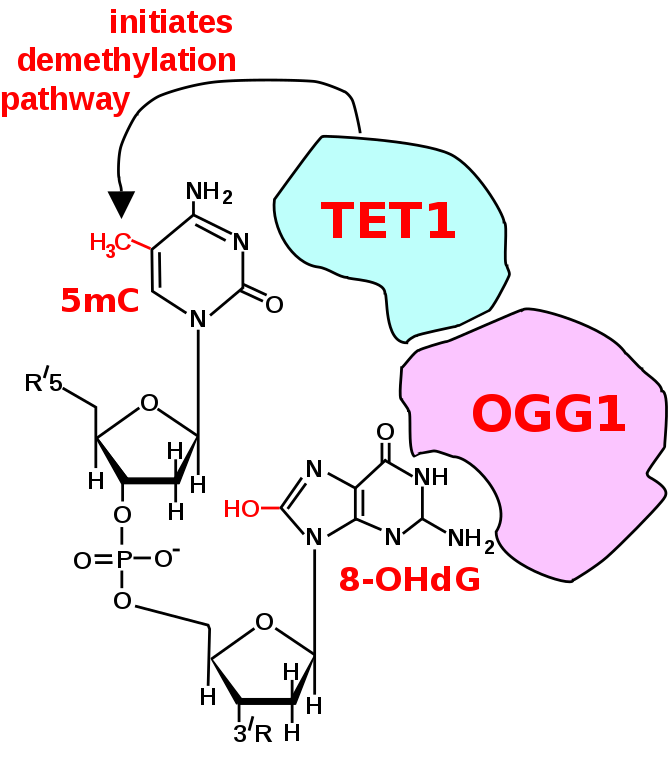 initiates
demethylation
pathway
TET1
NH2
H3C
N
5mC
O
N
R′5
O
OGG1
H
O
H
H
N
NH
H
O
HO
N
N
NH2
O=P–O-
8-OHdG
O
O
H
H
H
3′R
H